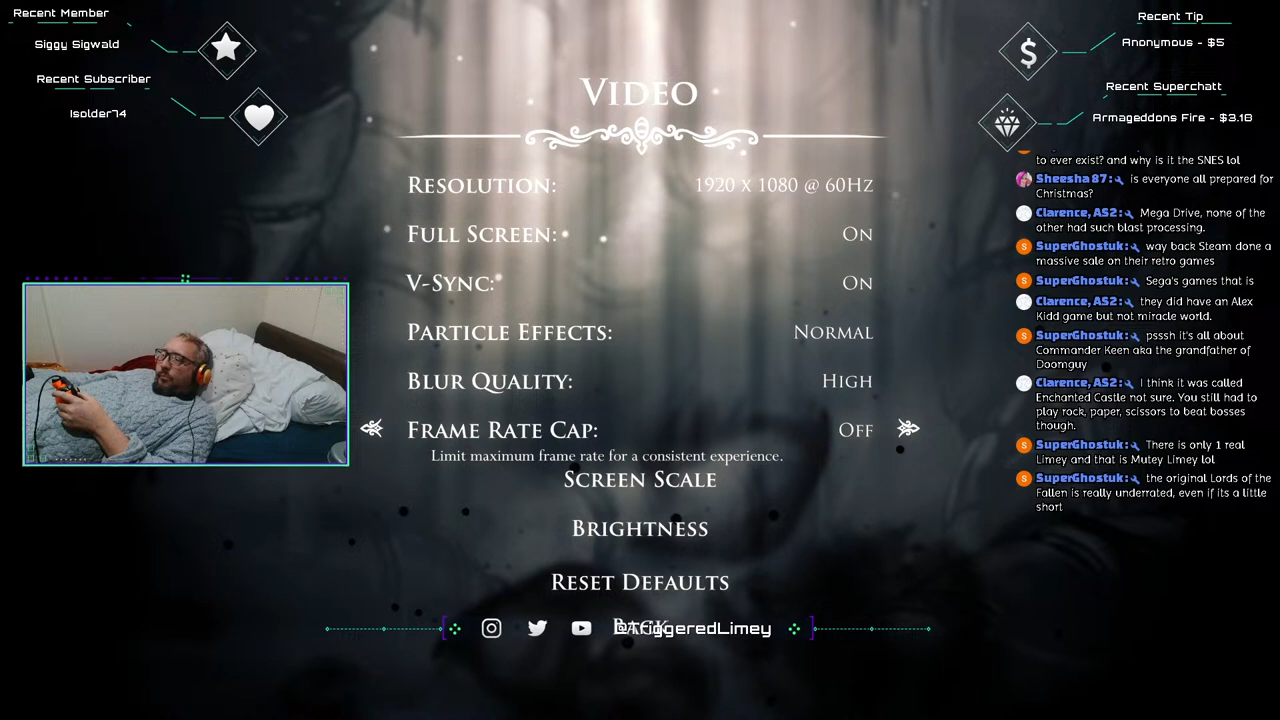 Recent Member
Siggy Sigwald
Recent Subscriber
Isolder74
Recent Tip
Anonymous - $5
Recent Superchatt
Armageddons Fire - $3.18
VIDEO
RESOLUTION: 1920 X 1080 @ 60HZ
FULL SCREEN: ON
V-SYNC: ON
PARTICLE EFFECTS: NORMAL
BLUR QUALITY: HIGH
FRAME RATE CAP: OFF
Limit maximum frame rate for a consistent experience.
SCREEN SCALE
BRIGHTNESS
RESET DEFAULTS
BACK
@TriggeredLimey
to ever exist? and why is it the SNES lol
Sheesha87: is everyone all prepared for
Christmas?
Clarence, AS2: Mega Drive, none of the
other had such blast processing.
SuperGhostuk: way back Steam done a
massive sale on their retro games
SuperGhostuk: Sega's games that is
Clarence, AS2: they did have an Alex
Kidd game but not miracle world.
SuperGhostuk: psssh it's all about
Commander Keen aka the grandfather of
Doomguy
Clarence, AS2: I think it was called
Enchanted Castle not sure. You still had to
play rock, paper, scissors to beat bosses
though.
SuperGhostuk: There is only 1 real
Limey and that is Mutey Limey lol
SuperGhostuk: the original Lords of the
Fallen is really underrated, even if its a little
short